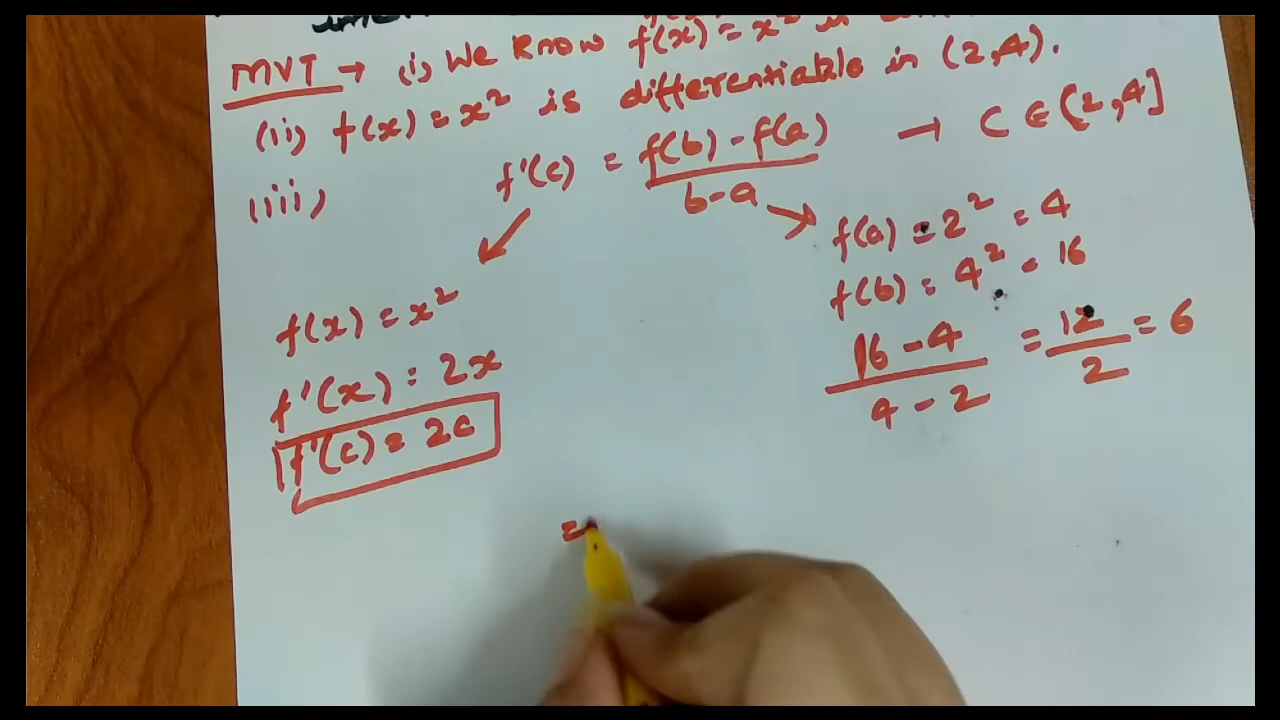 MVT → (i) We know f(x) = x² is
(ii) f(x) = x² is differentiable in (2,4).
(iii) f'(c) = f(b) - f(a) / b-a → C ∈ (2,4]
f(a) = 2² = 4
f(b) = 4² = 16
16 - 4 / 4 - 2 = 12 / 2 = 6
f(x) = x²
f'(x) = 2x
f'(c) = 2c
=